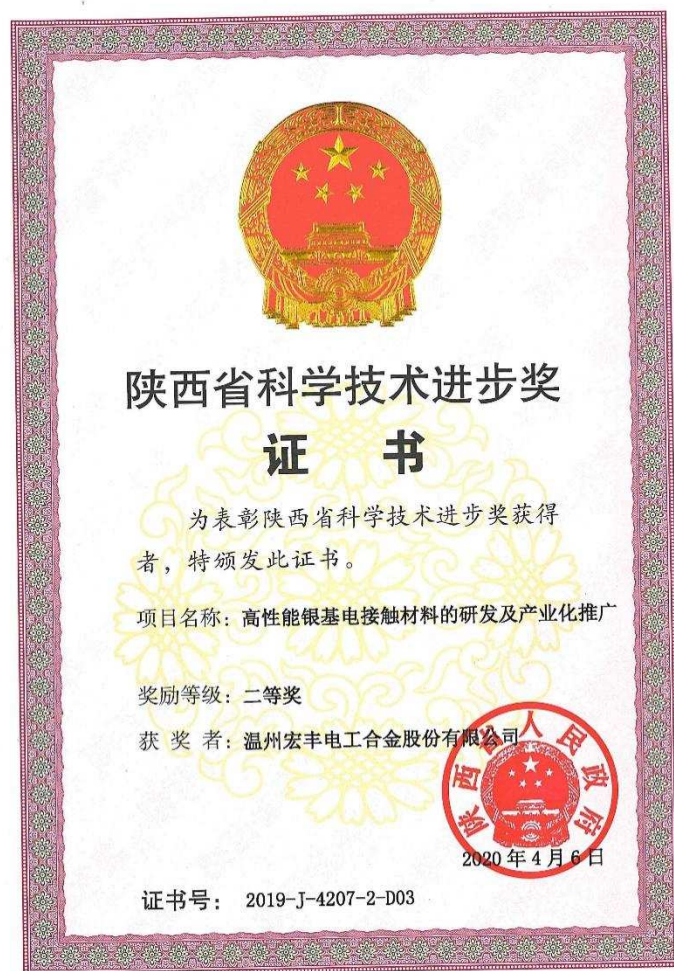 陕西省科学技术进步奖
证 书
为表彰陕西省科学技术进步奖获得
者，特颁发此证书。
项目名称：高性能银基电接触材料的研发及产业化推广
奖励等级：二等奖
获 奖 者：温州宏丰电工合金股份有限公司
陕西省人民政府
2020年4月6日
证书号： 2019-J-4207-2-D03